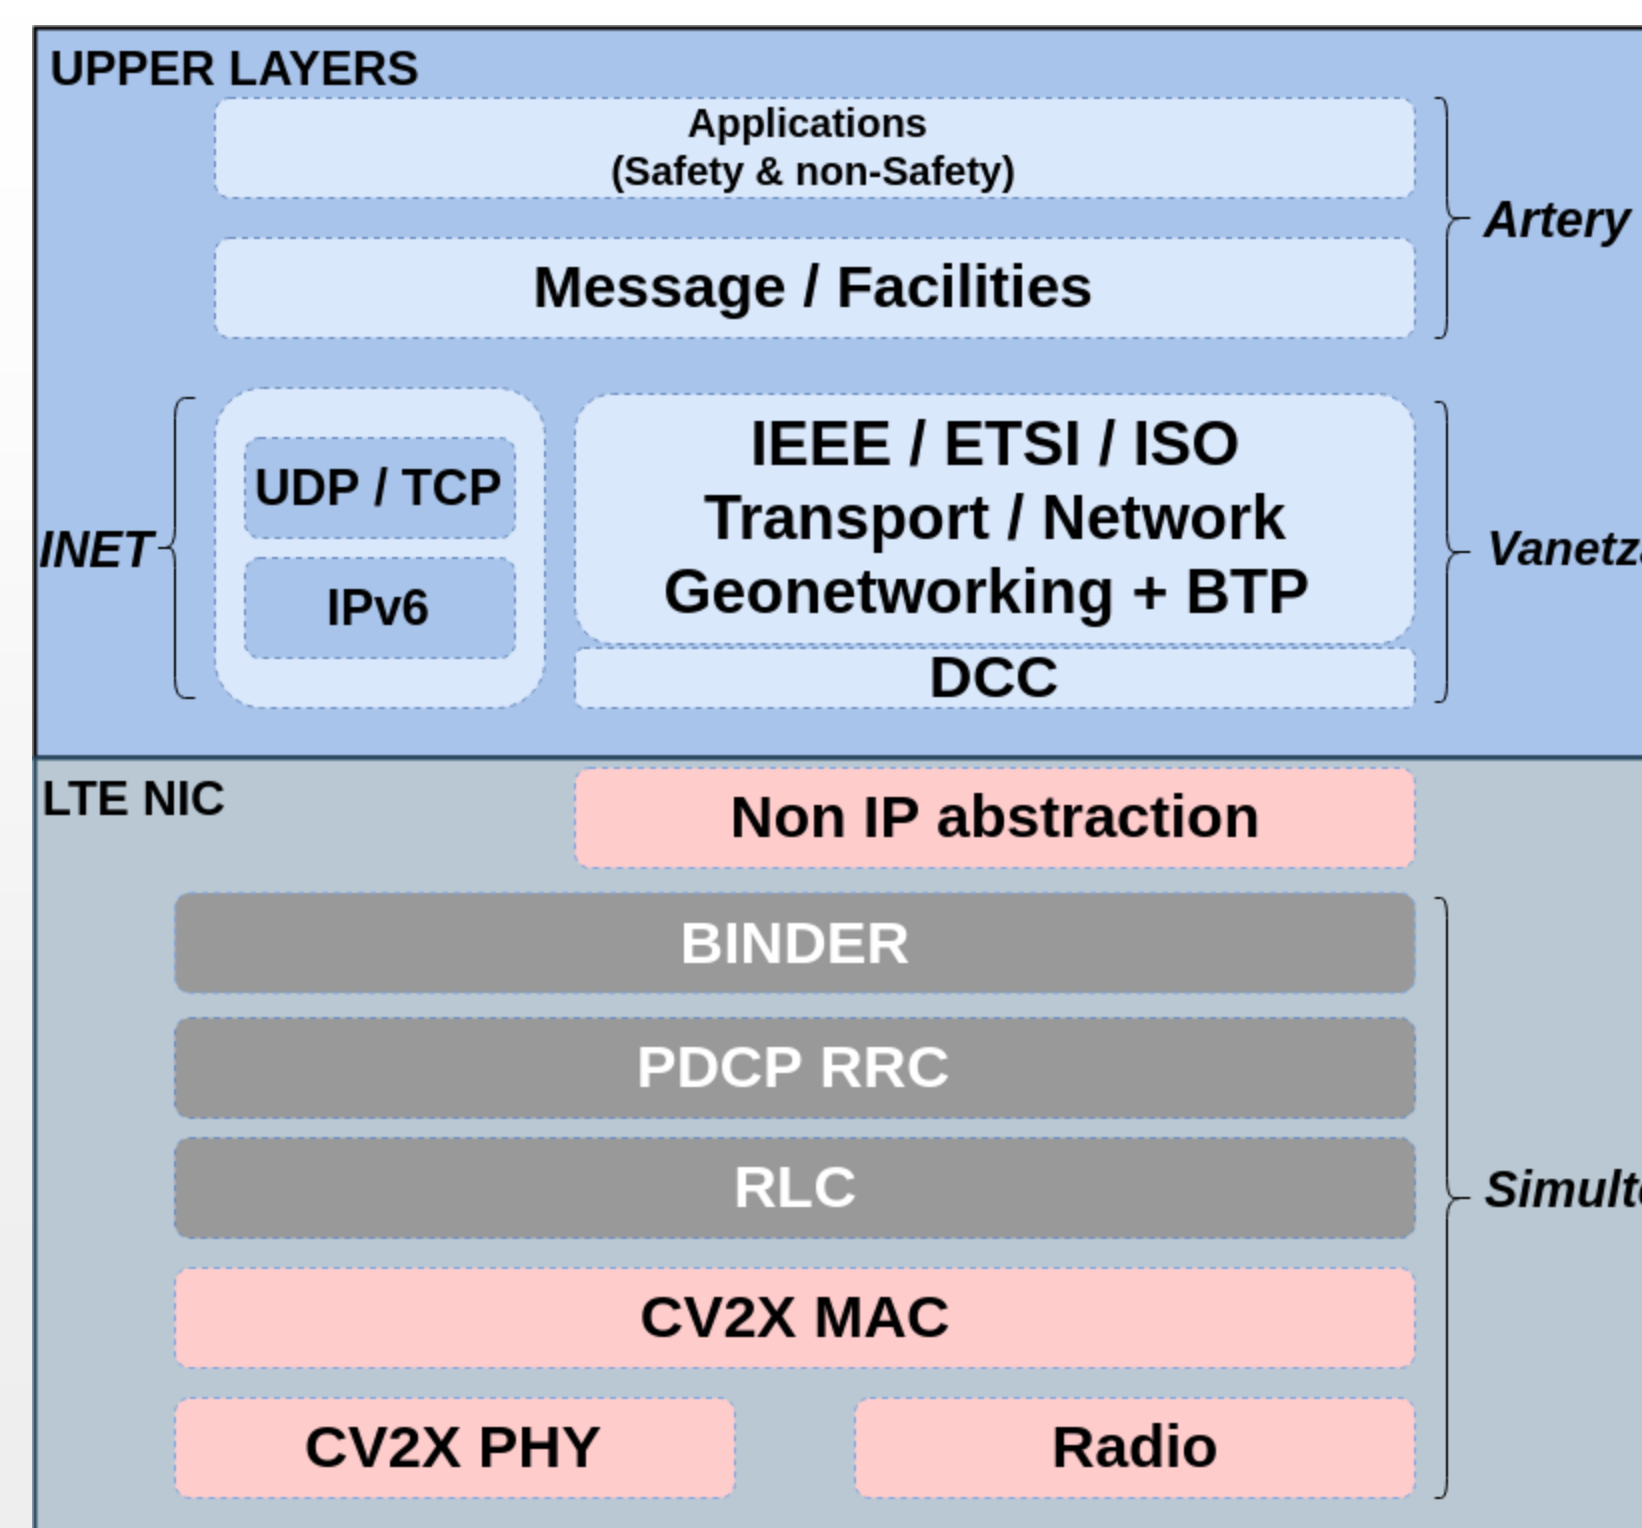 UPPER LAYERS
Applications
(Safety & non-Safety)
Artery
Message / Facilities
INET
UDP / TCP
IPv6
IEEE / ETSI / ISO
Transport / Network
Geonetworking + BTP
DCC
LTE NIC
Non IP abstraction
BINDER
PDCP RRC
RLC
CV2X MAC
CV2X PHY
Radio